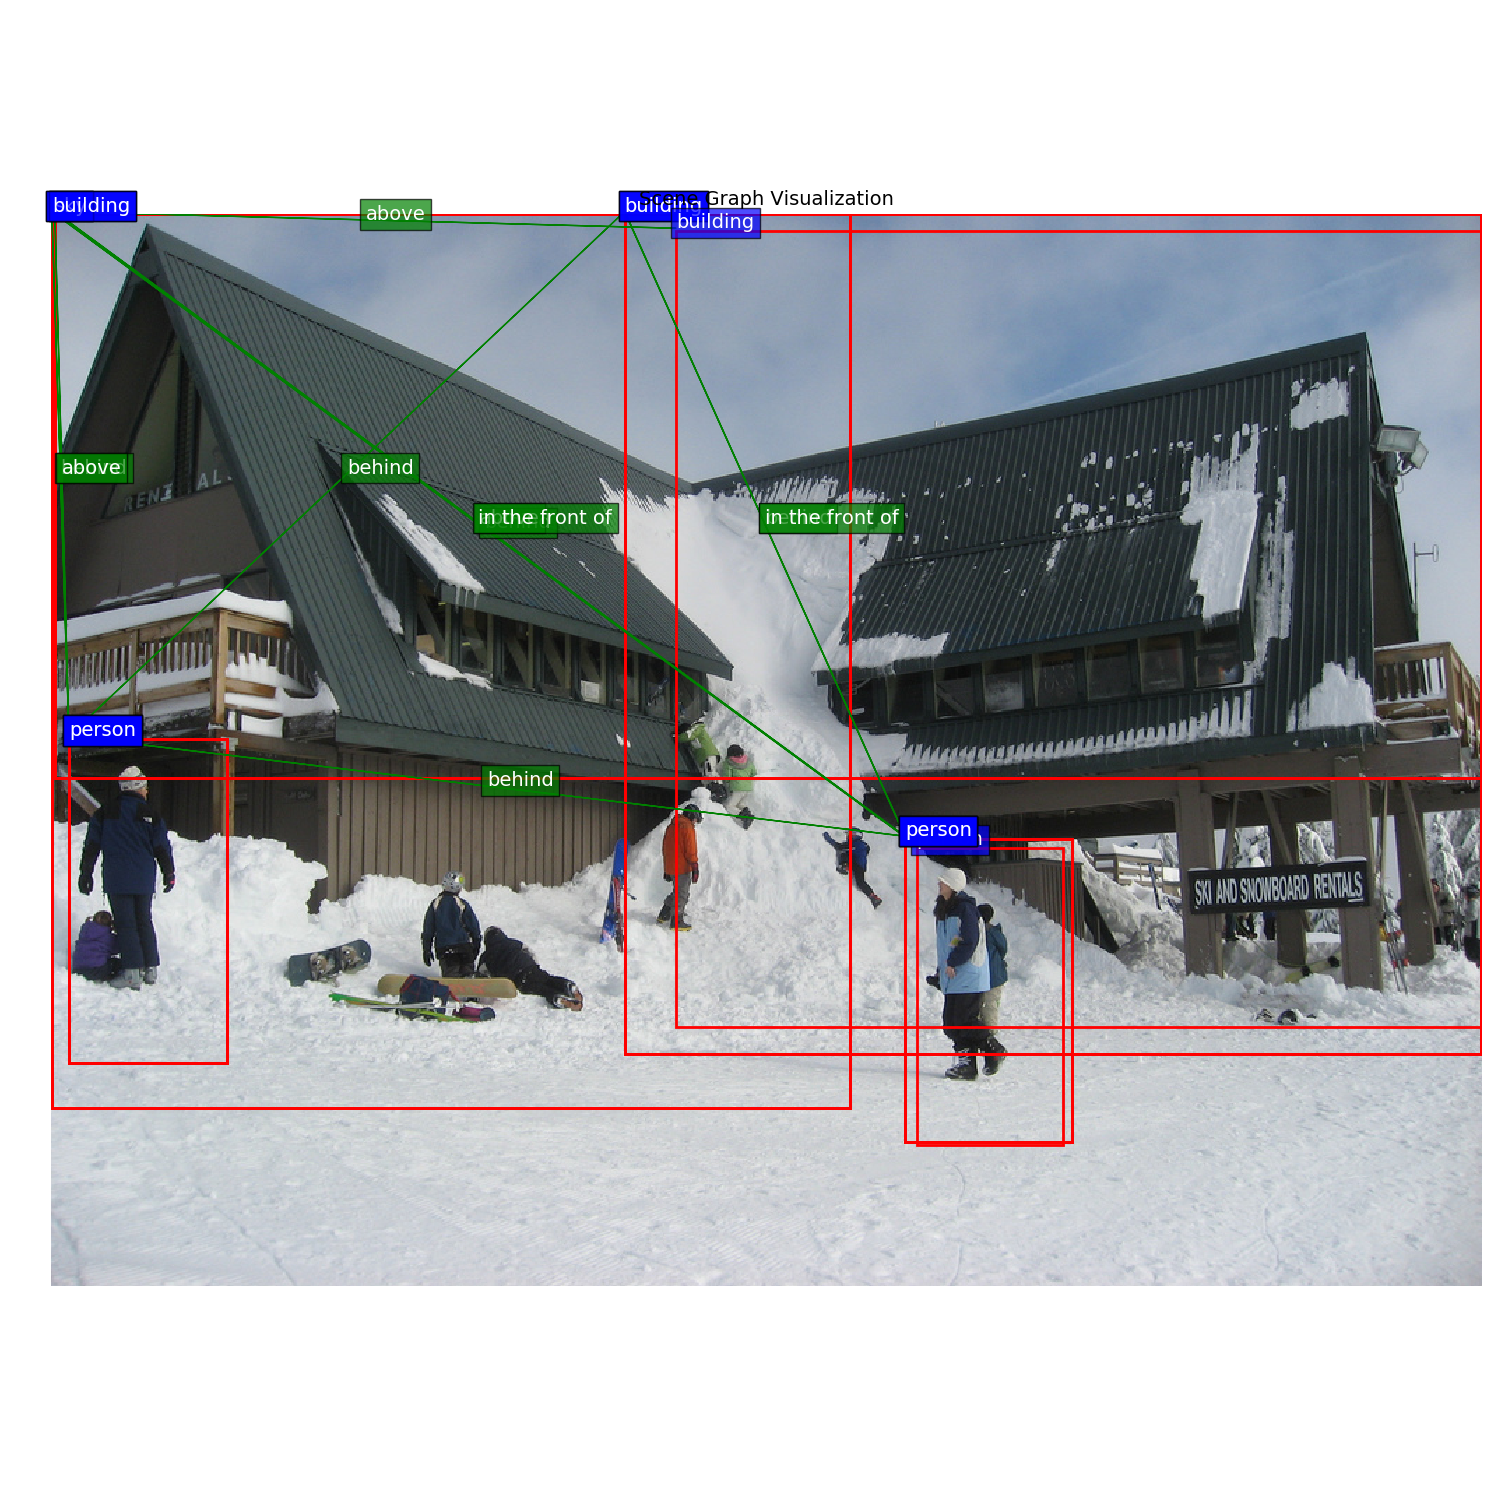 Scene Graph Visualization
building
building
building
above
above
behind
in the front of
in the front of
RENTAL
person
behind
person
SKI AND SNOWBOARD RENTALS